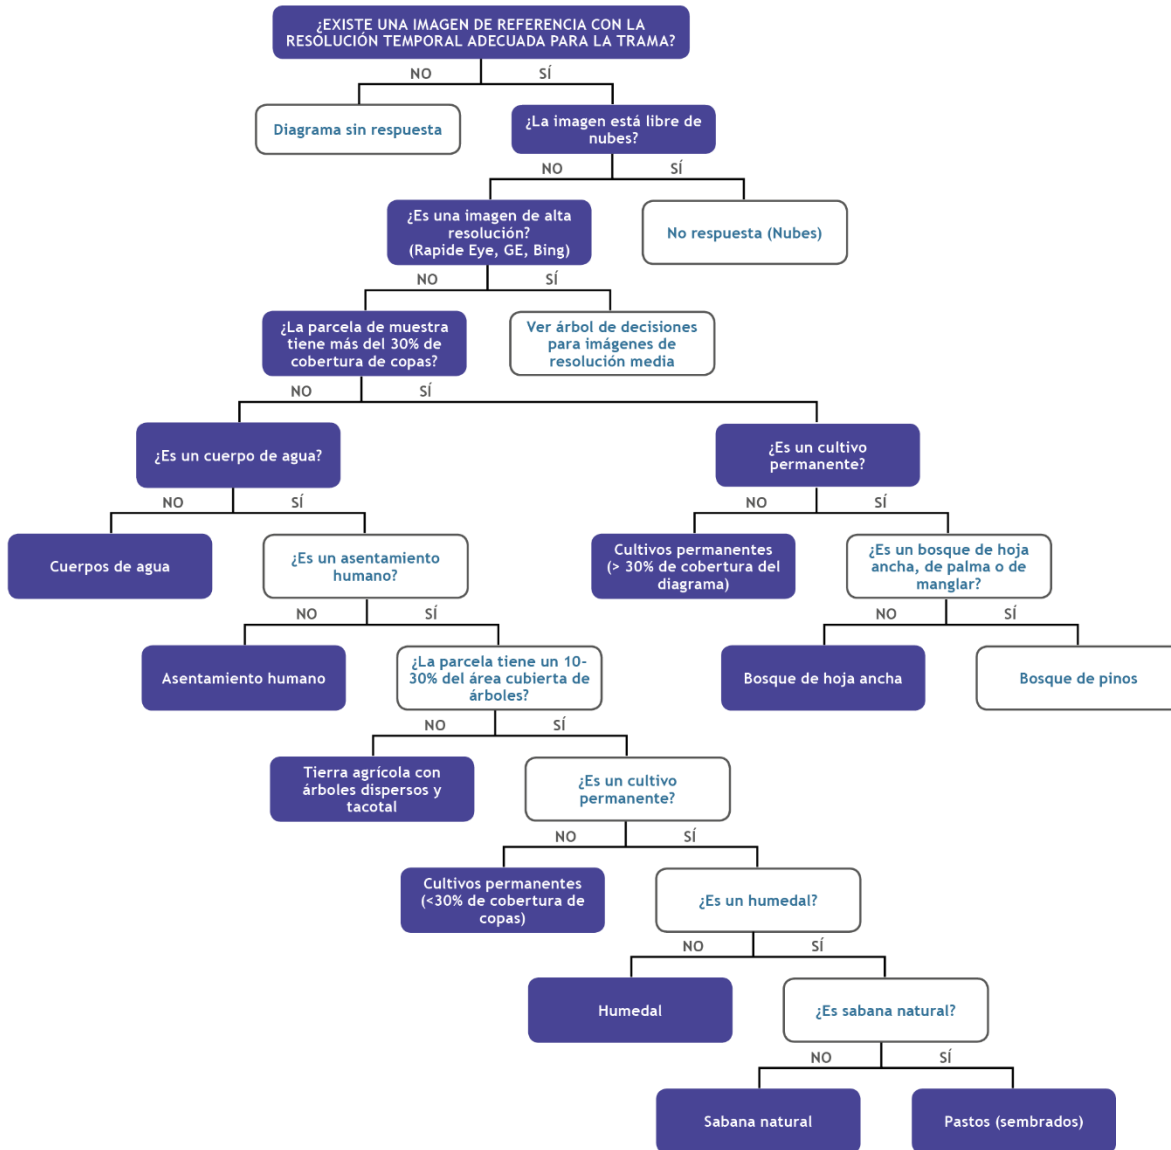 ¿EXISTE UNA IMAGEN DE REFERENCIA CON LA
RESOLUCIÓN TEMPORAL ADECUADA PARA LA TRAMA?
NO
SÍ
Diagrama sin respuesta
¿La imagen está libre de
nubes?
NO
SÍ
¿Es una imagen de alta
resolución?
(Rapide Eye, GE, Bing)
No respuesta (Nubes)
NO
SÍ
¿La parcela de muestra
tiene más del 30% de
cobertura de copas?
Ver árbol de decisiones
para imágenes de
resolución media
NO
SÍ
¿Es un cuerpo de agua?
¿Es un cultivo
permanente?
NO
SÍ
NO
SÍ
Cuerpos de agua
¿Es un asentamiento
humano?
Cultivos permanentes
(> 30% de cobertura del
diagrama)
¿Es un bosque de hoja
ancha, de palma o de
manglar?
NO
SÍ
NO
SÍ
Asentamiento humano
¿La parcela tiene un 10-
30% del área cubierta de
árboles?
Bosque de hoja ancha
Bosque de pinos
NO
SÍ
Tierra agrícola con
árboles dispersos y
tacotal
¿Es un cultivo
permanente?
NO
SÍ
Cultivos permanentes
(<30% de cobertura de
copas)
¿Es un humedal?
NO
SÍ
Humedal
¿Es sabana natural?
NO
SÍ
Sabana natural
Pastos (sembrados)